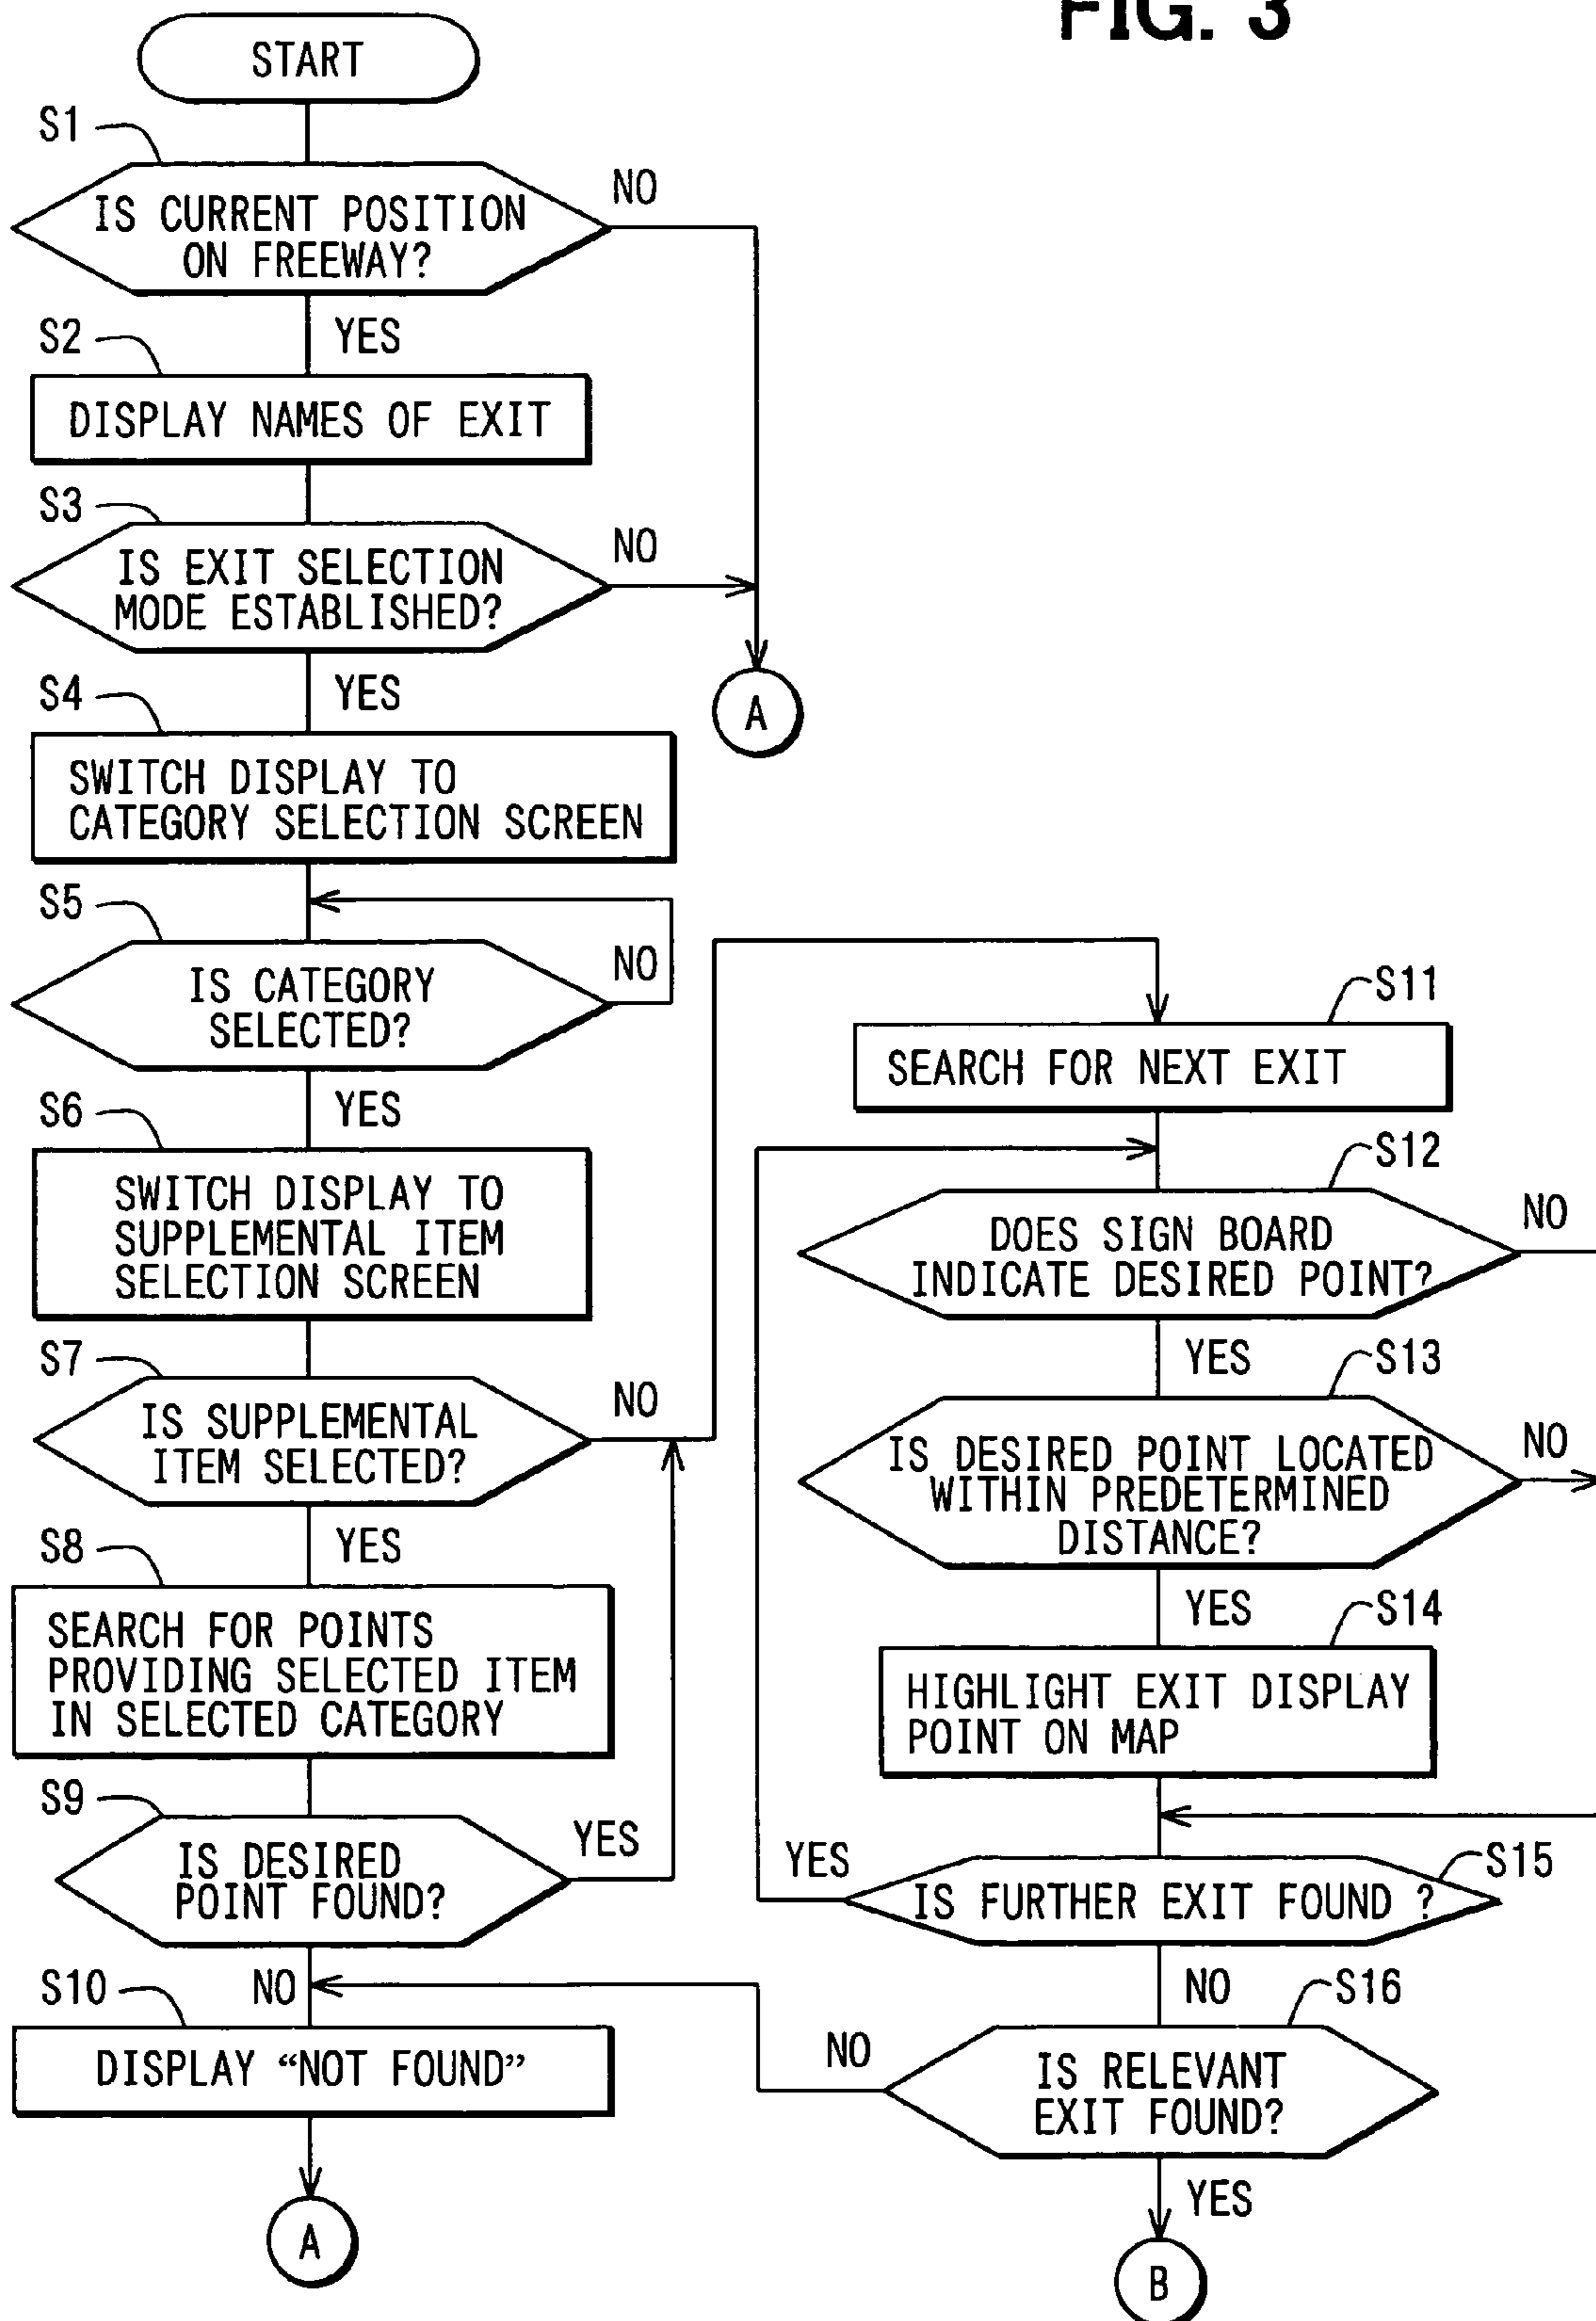 FIG. 3
START
S1
IS CURRENT POSITION
ON FREEWAY?
NO
YES
S2
DISPLAY NAMES OF EXIT
S3
IS EXIT SELECTION
MODE ESTABLISHED?
NO
A
YES
S4
SWITCH DISPLAY TO
CATEGORY SELECTION SCREEN
S5
IS CATEGORY
SELECTED?
NO
YES
S6
SWITCH DISPLAY TO
SUPPLEMENTAL ITEM
SELECTION SCREEN
S7
IS SUPPLEMENTAL
ITEM SELECTED?
NO
YES
S8
SEARCH FOR POINTS
PROVIDING SELECTED ITEM
IN SELECTED CATEGORY
S9
IS DESIRED
POINT FOUND?
YES
NO
S10
DISPLAY “NOT FOUND”
A
S11
SEARCH FOR NEXT EXIT
S12
DOES SIGN BOARD
INDICATE DESIRED POINT?
NO
YES
S13
IS DESIRED POINT LOCATED
WITHIN PREDETERMINED
DISTANCE?
NO
YES
S14
HIGHLIGHT EXIT DISPLAY
POINT ON MAP
S15
IS FURTHER EXIT FOUND ?
YES
NO
S16
IS RELEVANT
EXIT FOUND?
NO
YES
B